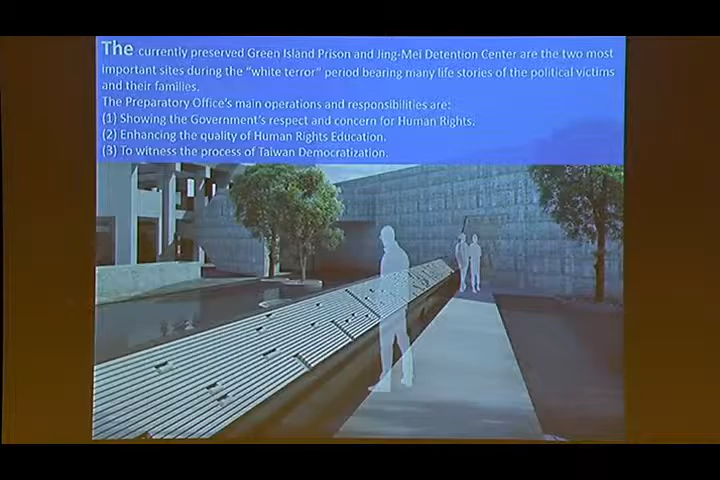 The currently preserved Green Island Prison and Jing-Mei Detention Center are the two most
important sites during the "white terror" period bearing many life stories of the political victims
and their families.
The Preparatory Office's main operations and responsibilities are:
(1) Showing the Government's respect and concern for Human Rights.
(2) Enhancing the quality of Human Rights Education.
(3) To witness the process of Taiwan Democratization.